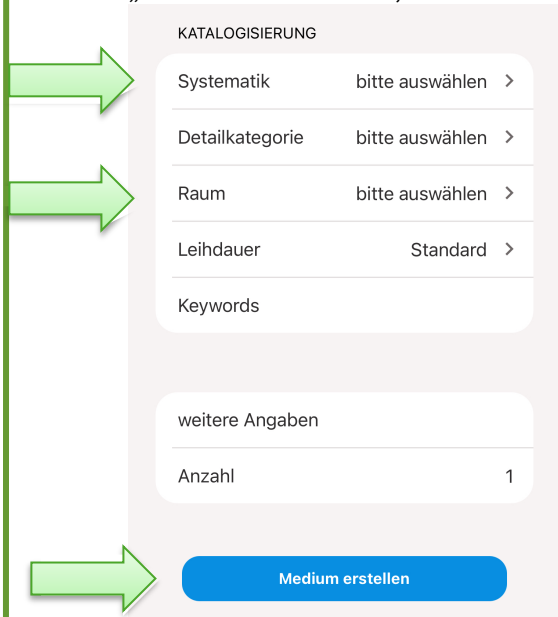 KATALOGISIERUNG
Systematik bitte auswählen
Detailkategorie bitte auswählen
Raum bitte auswählen
Leihdauer Standard
Keywords
weitere Angaben
Anzahl 1
Medium erstellen